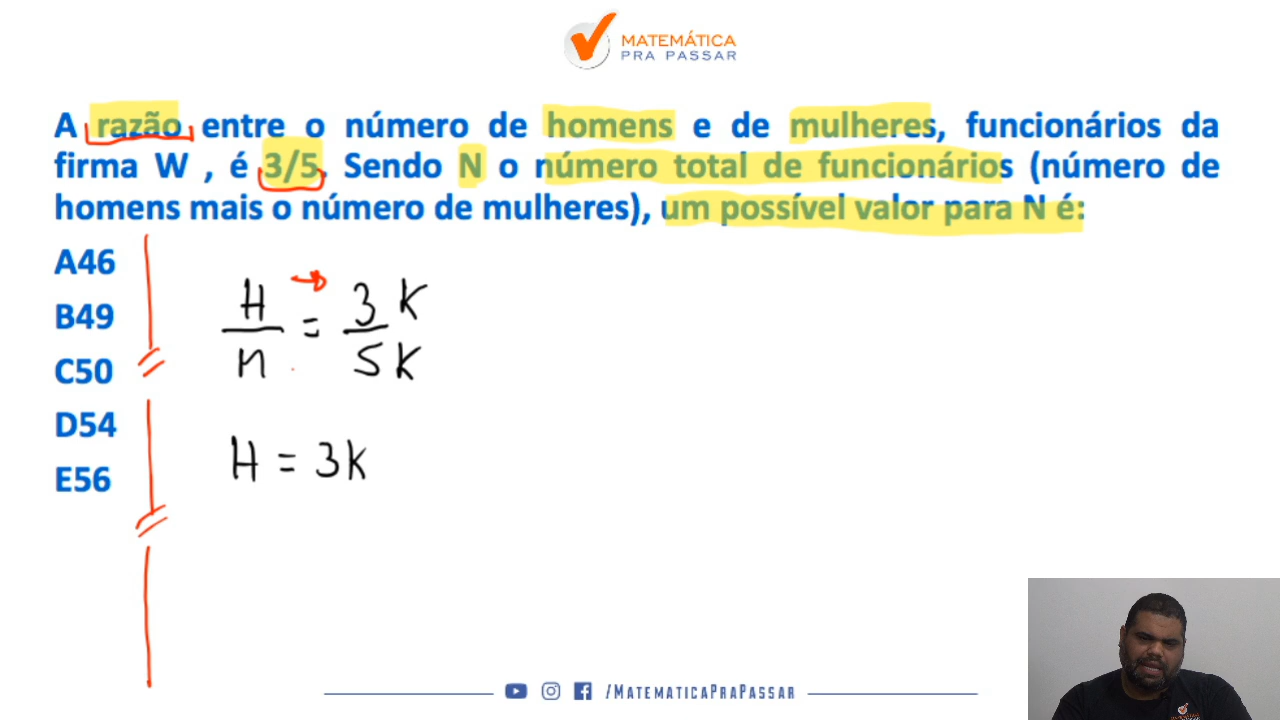 MATEMÁTICA
PRA PASSAR
A razão entre o número de homens e de mulheres, funcionários da
firma W , é 3/5. Sendo N o número total de funcionários (número de
homens mais o número de mulheres), um possível valor para N é:
A46
B49
C50
D54
E56
H = 3 K
M 5 K
H = 3K
/MATEMATICAPRAPASSAR